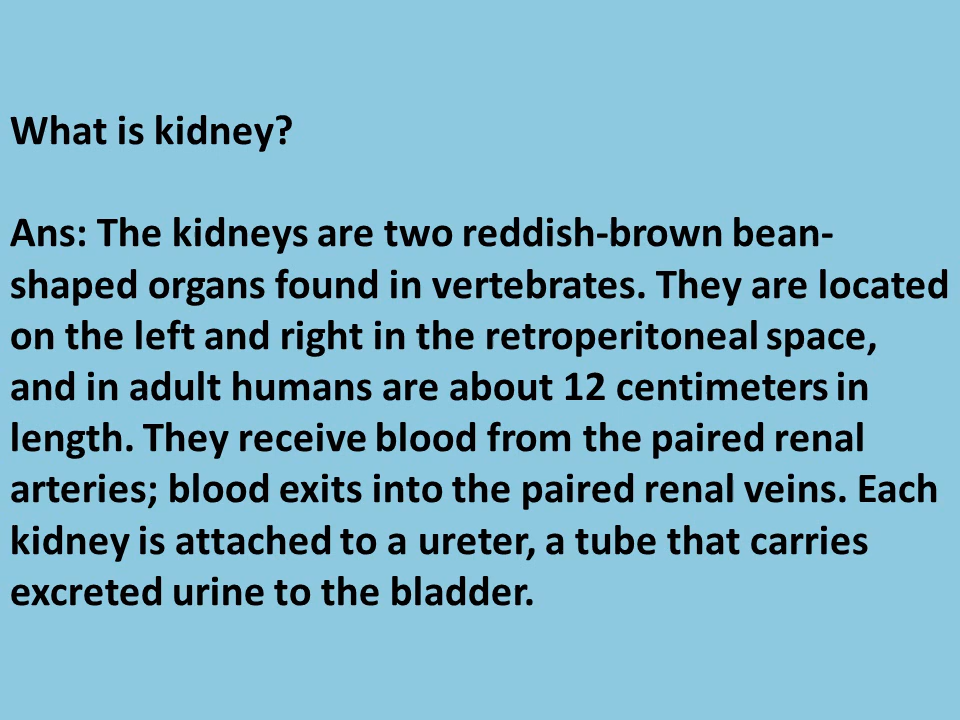 What is kidney?
Ans: The kidneys are two reddish-brown bean-
shaped organs found in vertebrates. They are located
on the left and right in the retroperitoneal space,
and in adult humans are about 12 centimeters in
length. They receive blood from the paired renal
arteries; blood exits into the paired renal veins. Each
kidney is attached to a ureter, a tube that carries
excreted urine to the bladder.